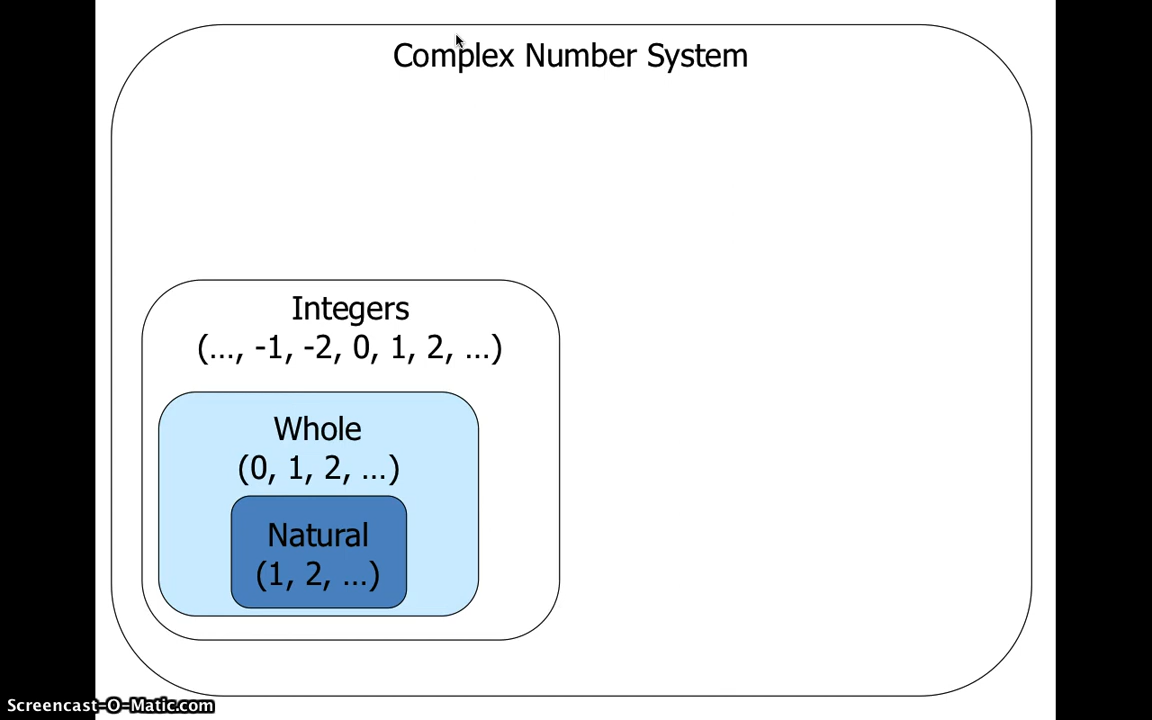 Complex Number System
Integers
(…, -1, -2, 0, 1, 2, …)
Whole
(0, 1, 2, …)
Natural
(1, 2, …)
Screencast-O-Matic.com